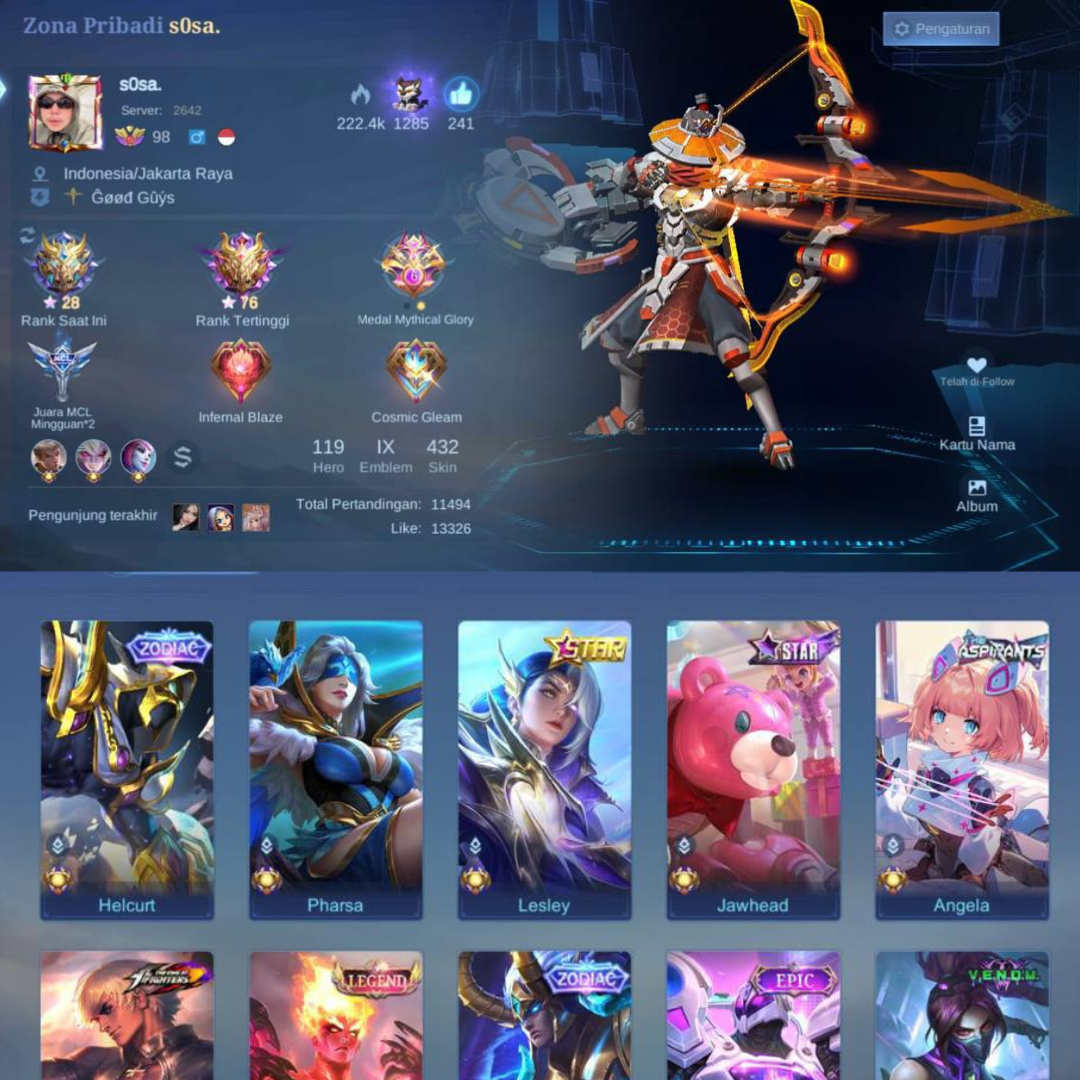 Zona Pribadi s0sa.
Pengaturan
s0sa.
Server: 2642
98
222.4k 1285 241
Indonesia/Jakarta Raya
Ĝøød Gûýs
28
76
6
Rank Saat Ini
Rank Tertinggi
Medal Mythical Glory
MCL
Juara MCL
Mingguan*2
Infernal Blaze
Cosmic Gleam
Telah di-Follow
Kartu Nama
Album
119 IX 432
Hero Emblem Skin
Pengunjung terakhir
Total Pertandingan: 11494
Like: 13326
ZODIAC
STAR
STAR
THE ASPIRANTS
Helcurt
Pharsa
Lesley
Jawhead
Angela
THE KING OF FIGHTERS
LEGEND
ZODIAC
EPIC
V.E.N.O.M.